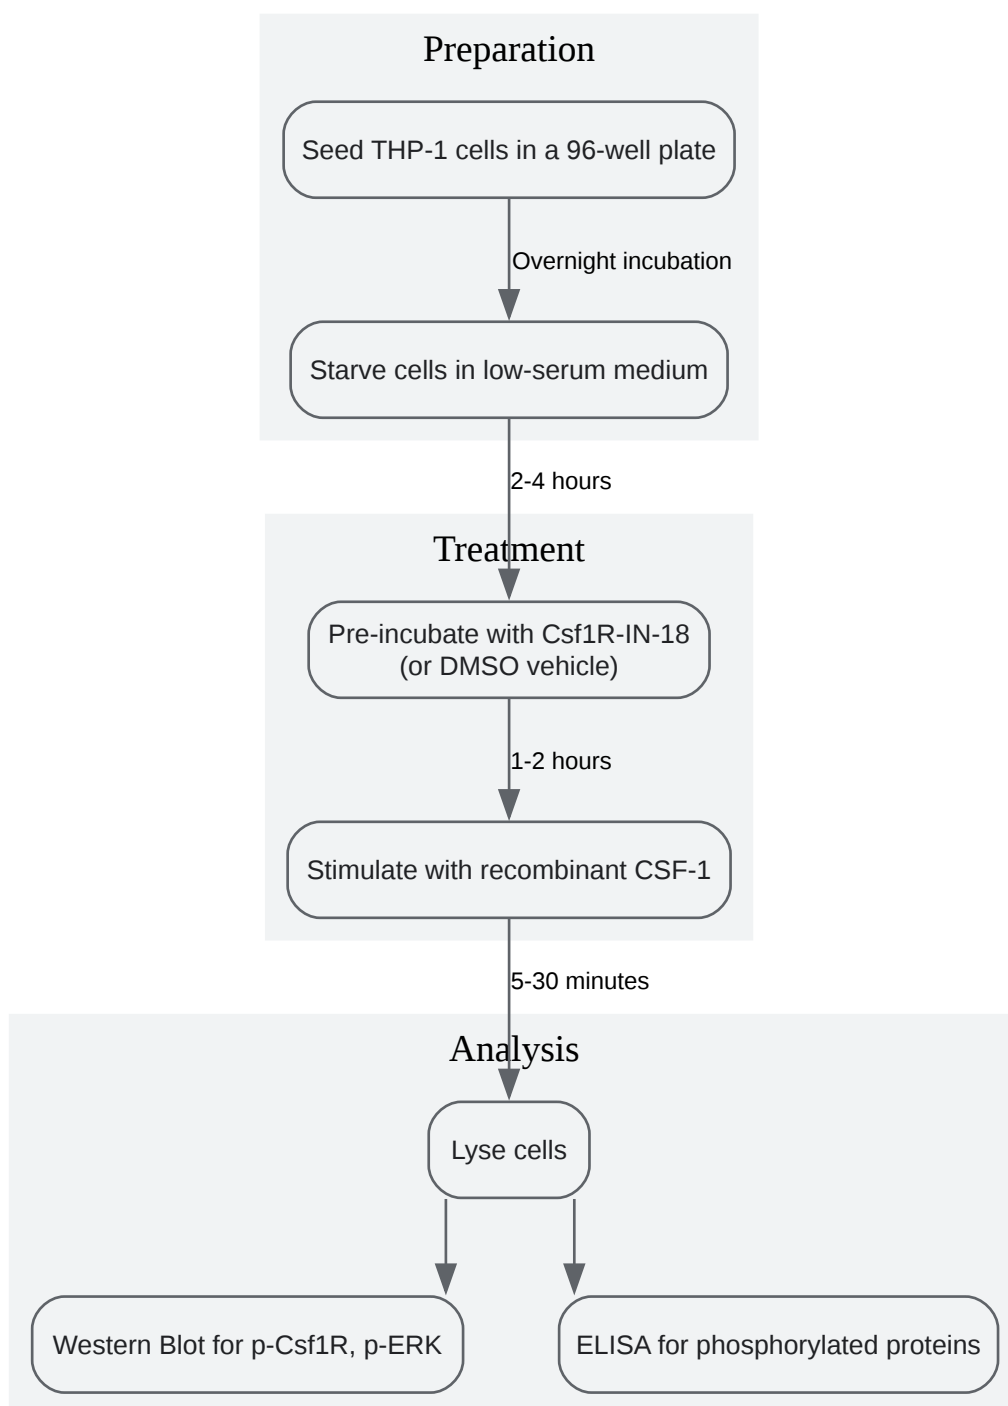 Preparation
Seed THP-1 cells in a 96-well plate
Overnight incubation
Starve cells in low-serum medium
2-4 hours
Treatment
Pre-incubate with Csf1R-IN-18
(or DMSO vehicle)
1-2 hours
Stimulate with recombinant CSF-1
5-30 minutes
Analysis
Lyse cells
Western Blot for p-Csf1R, p-ERK
ELISA for phosphorylated proteins